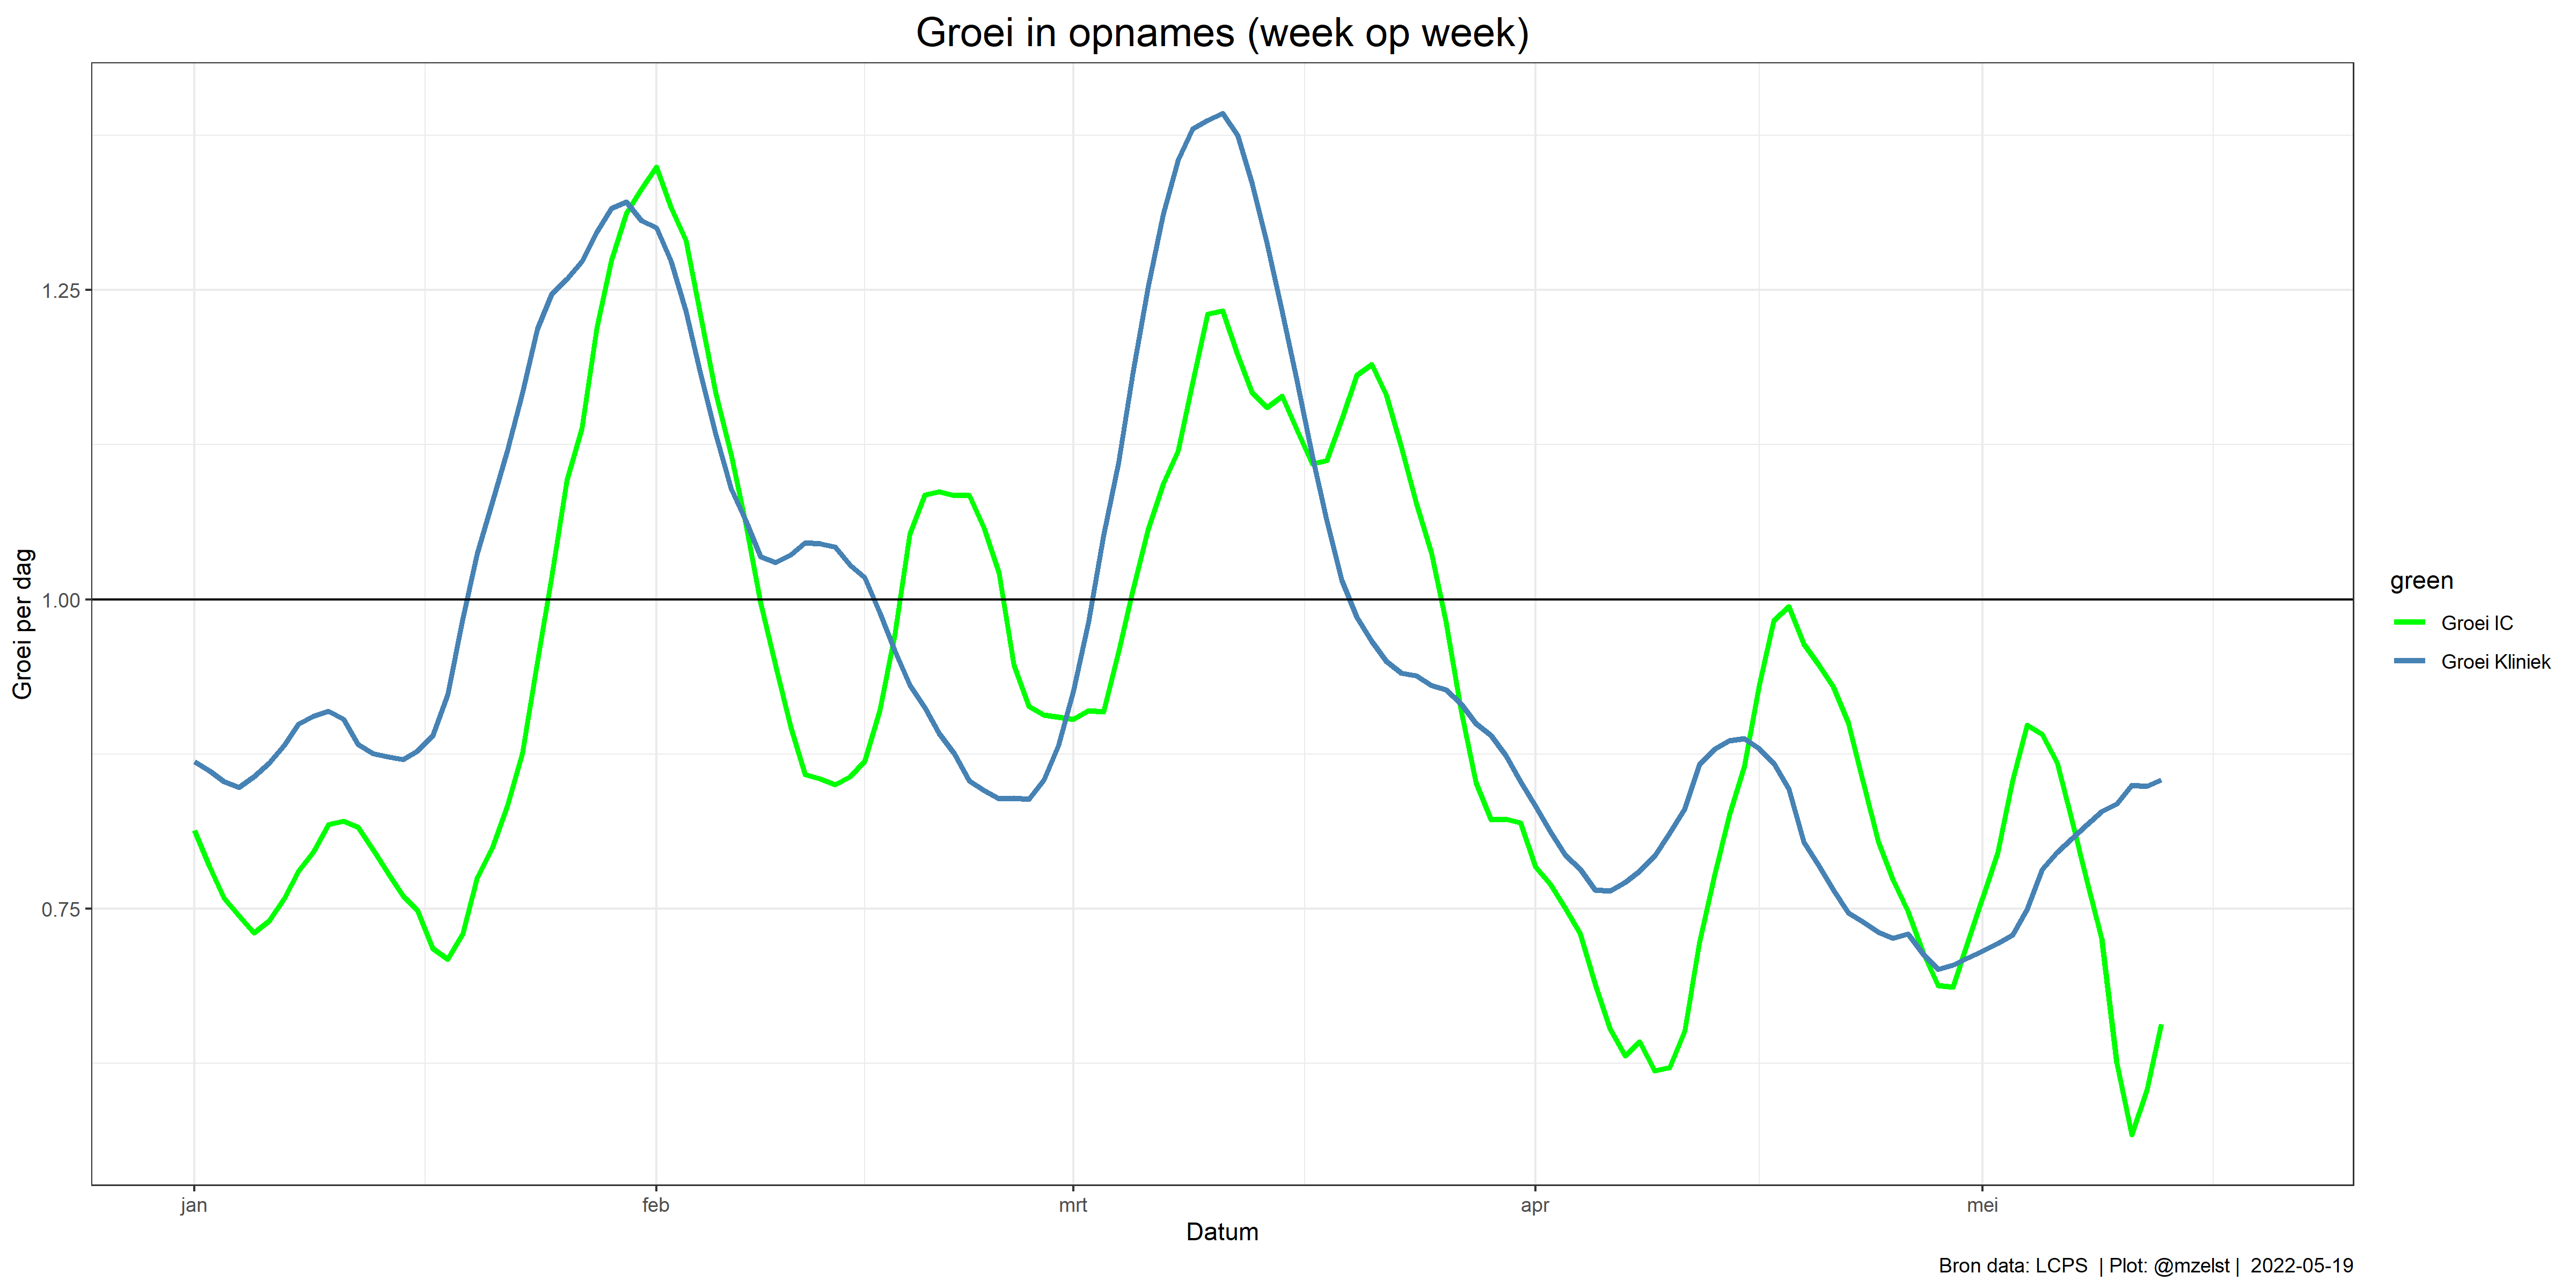 Groei in opnames (week op week)
Groei per dag
1.25
1.00
0.75
jan
feb
mrt
apr
mei
Datum
green
Groei IC
Groei Kliniek
Bron data: LCPS | Plot: @mzelst | 2022-05-19